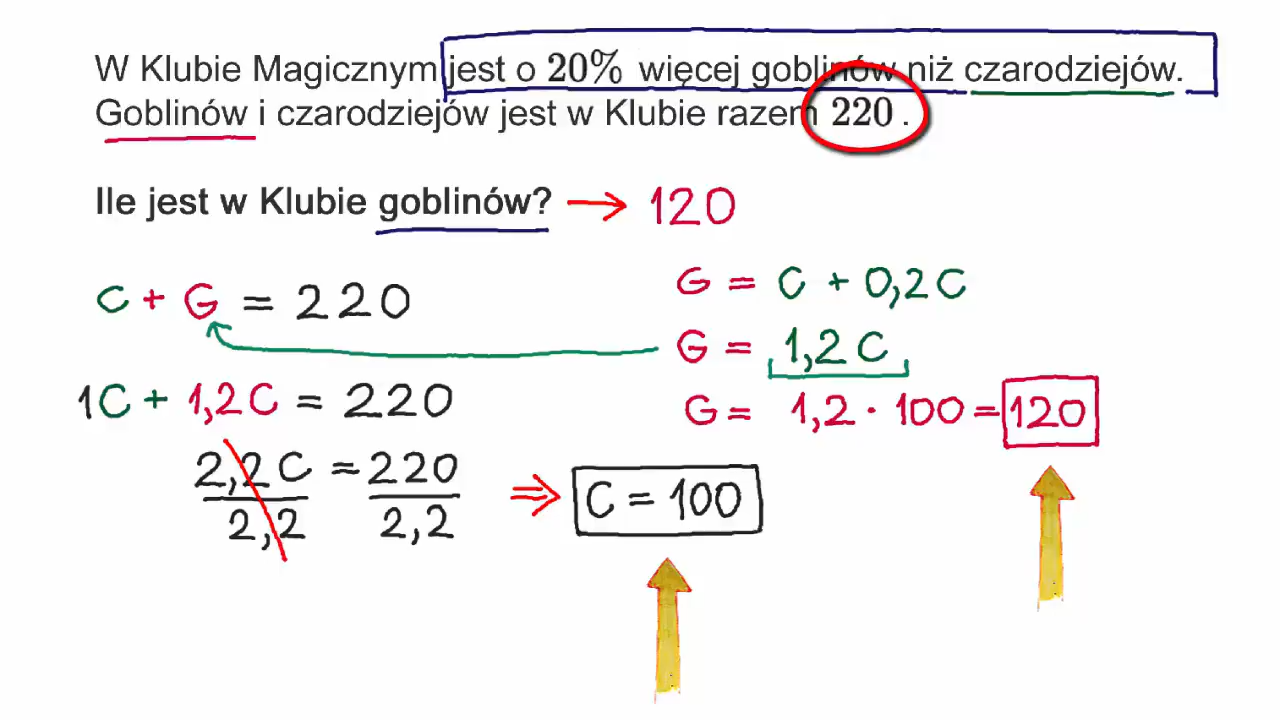 W Klubie Magicznym jest o 20% więcej goblinów niż czarodziejów.
Goblinów i czarodziejów jest w Klubie razem 220 .
Ile jest w Klubie goblinów? → 120
C + G = 220
G = C + 0,2C
G = 1,2C
1C + 1,2C = 220
G = 1,2 · 100 = 120
2,2C = 220
2,2 2,2
⇒ C = 100